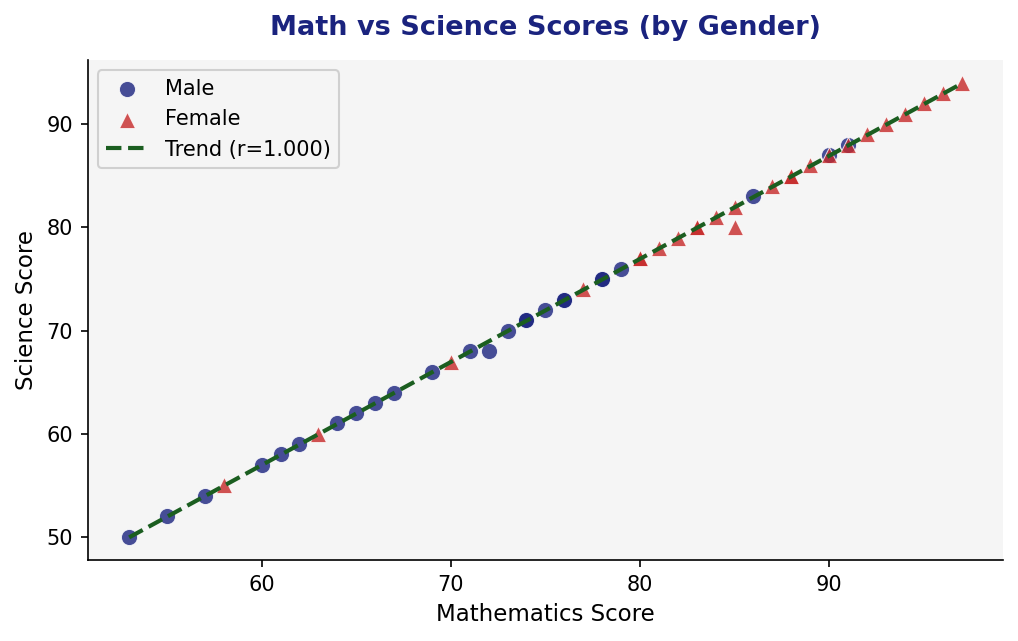 Math vs Science Scores (by Gender)
Male
Female
Trend (r=1.000)
90
80
70
60
50
Science Score
60 70 80 90
Mathematics Score